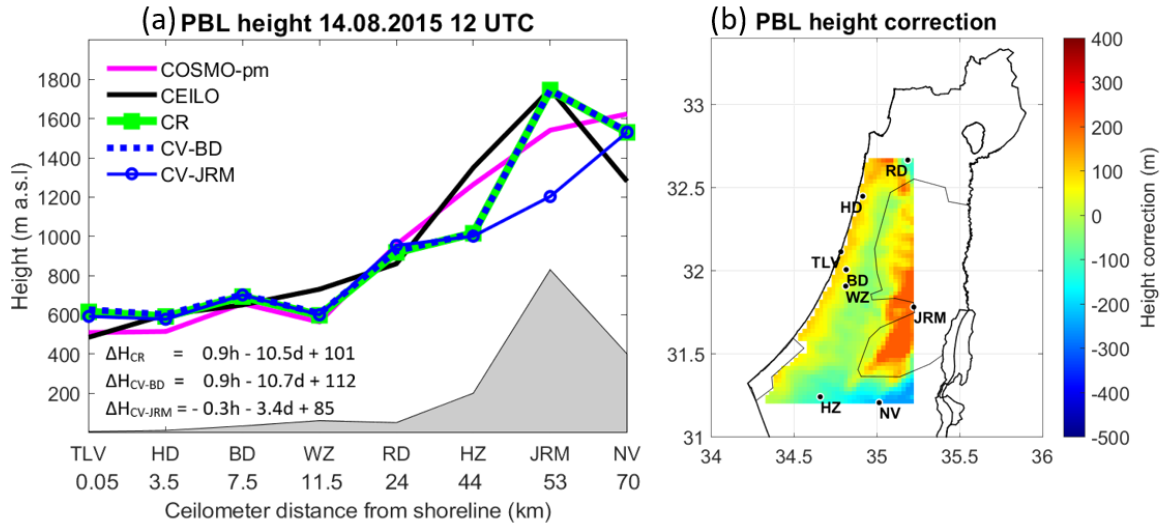 (a) PBL height 14.08.2015 12 UTC
Height (m a.s.l)
1800
1600
1400
1200
1000
800
600
400
200
COSMO-pm
CEILO
CR
CV-BD
CV-JRM
ΔH_CR = 0.9h - 10.5d + 101
ΔH_CV-BD = 0.9h - 10.7d + 112
ΔH_CV-JRM = - 0.3h - 3.4d + 85
TLV HD BD WZ RD HZ JRM NV
0.05 3.5 7.5 11.5 24 44 53 70
Ceilometer distance from shoreline (km)
(b) PBL height correction
33
32.5
32
31.5
31
RD
HD
TLV
BD
WZ
JRM
HZ
NV
34 34.5 35 35.5 36
400
300
200
100
0
-100
-200
-300
-400
-500
Height correction (m)